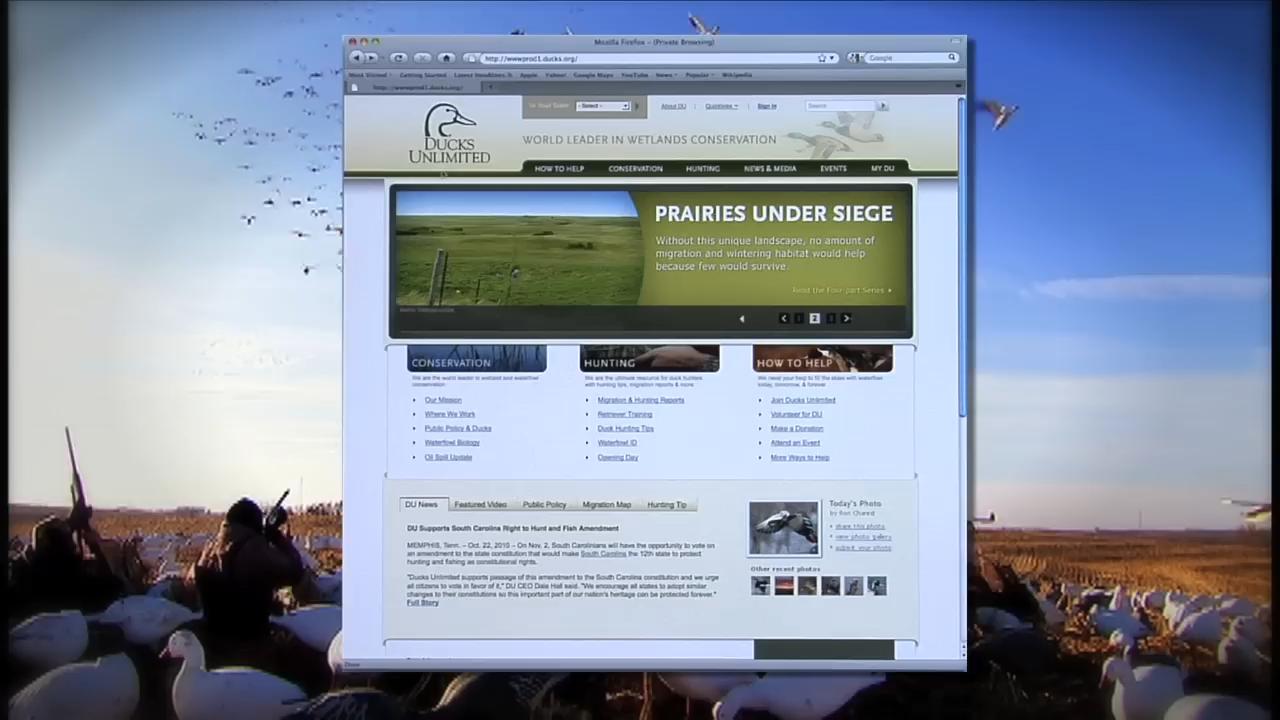 Mozilla Firefox - (Private Browsing)
http://wwwprod1.ducks.org/
Google
Most Visited
Getting Started
Latest Headlines
Apple
Yahoo!
Google Maps
YouTube
News
Popular
Wikipedia
http://wwwprod1.ducks.org/
- Select -
About DU
Quicklinks
Sign In
Search
DUCKS
UNLIMITED
WORLD LEADER IN WETLANDS CONSERVATION
HOW TO HELP
CONSERVATION
HUNTING
NEWS & MEDIA
EVENTS
MY DU
PRAIRIES UNDER SIEGE
Without this unique landscape, no amount of
migration and wintering habitat would help
because few would survive.
Read the Four-part Series
1 2 3
CONSERVATION
We are the world leader in wetland and waterfowl
conservation
Our Mission
Where We Work
Public Policy & Ducks
Waterfowl Biology
Oil Spill Update
HUNTING
We are the ultimate resource for duck hunters
with hunting tips, migration reports & more
Migration & Hunting Reports
Retriever Training
Duck Hunting Tips
Waterfowl ID
Opening Day
HOW TO HELP
We need your help to fill the skies with waterfowl
today, tomorrow, & forever
Join Ducks Unlimited
Volunteer for DU
Make a Donation
Attend an Event
More Ways to Help
DU News
Featured Video
Public Policy
Migration Map
Hunting Tip
DU Supports South Carolina Right to Hunt and Fish Amendment
MEMPHIS, Tenn. – Oct. 22, 2010 – On Nov. 2, South Carolinians will have the opportunity to vote on
an amendment to the state constitution that would make South Carolina the 12th state to protect
hunting and fishing as constitutional rights.
"Ducks Unlimited supports passage of this amendment to the South Carolina constitution and we urge
all citizens to vote in favor of it," DU CEO Dale Hall said. "We encourage all states to adopt similar
changes to their constitutions so this important part of our nation's heritage can be protected forever."
Full Story
Today's Photo
share this photo
view photo gallery
submit your photo
Other recent photos
Done